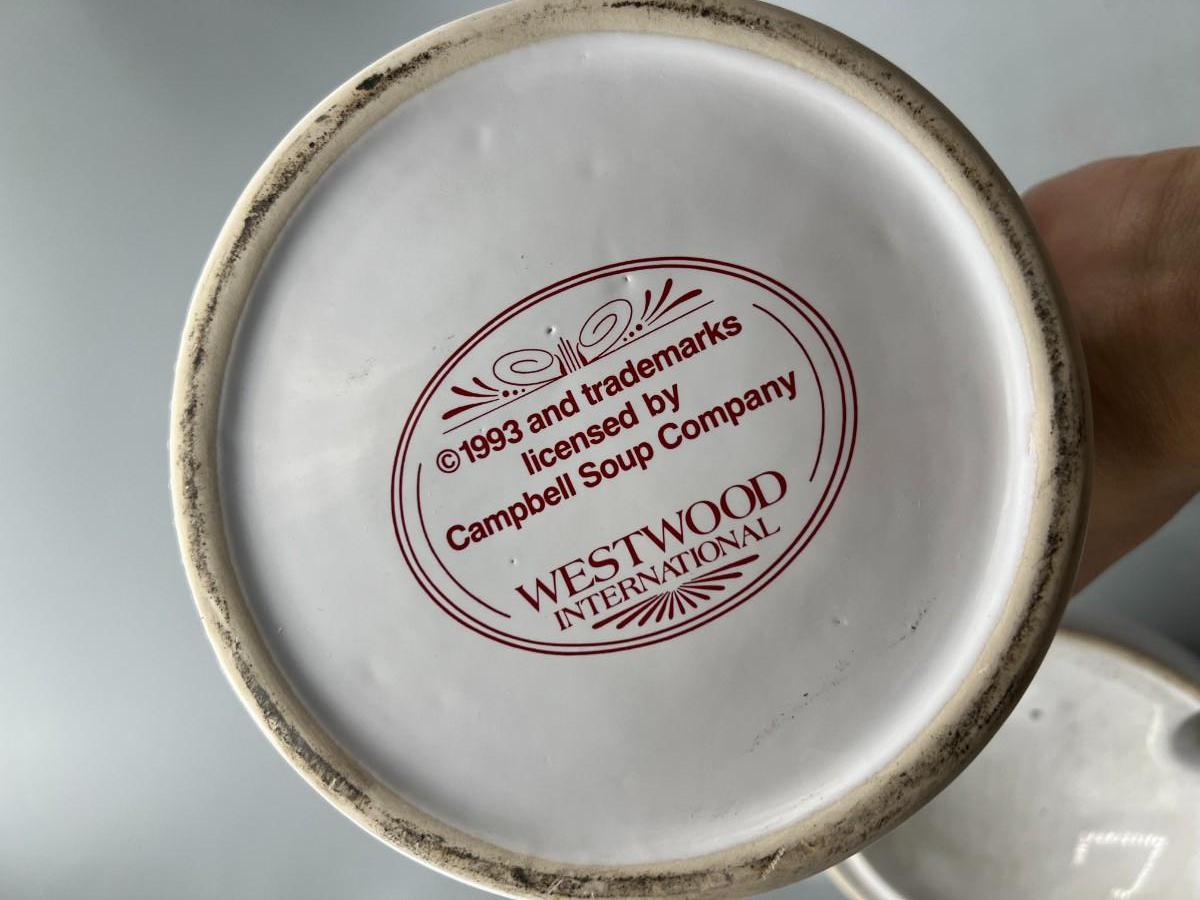 ©1993 and trademarks
licensed by
Campbell Soup Company
WESTWOOD
INTERNATIONAL